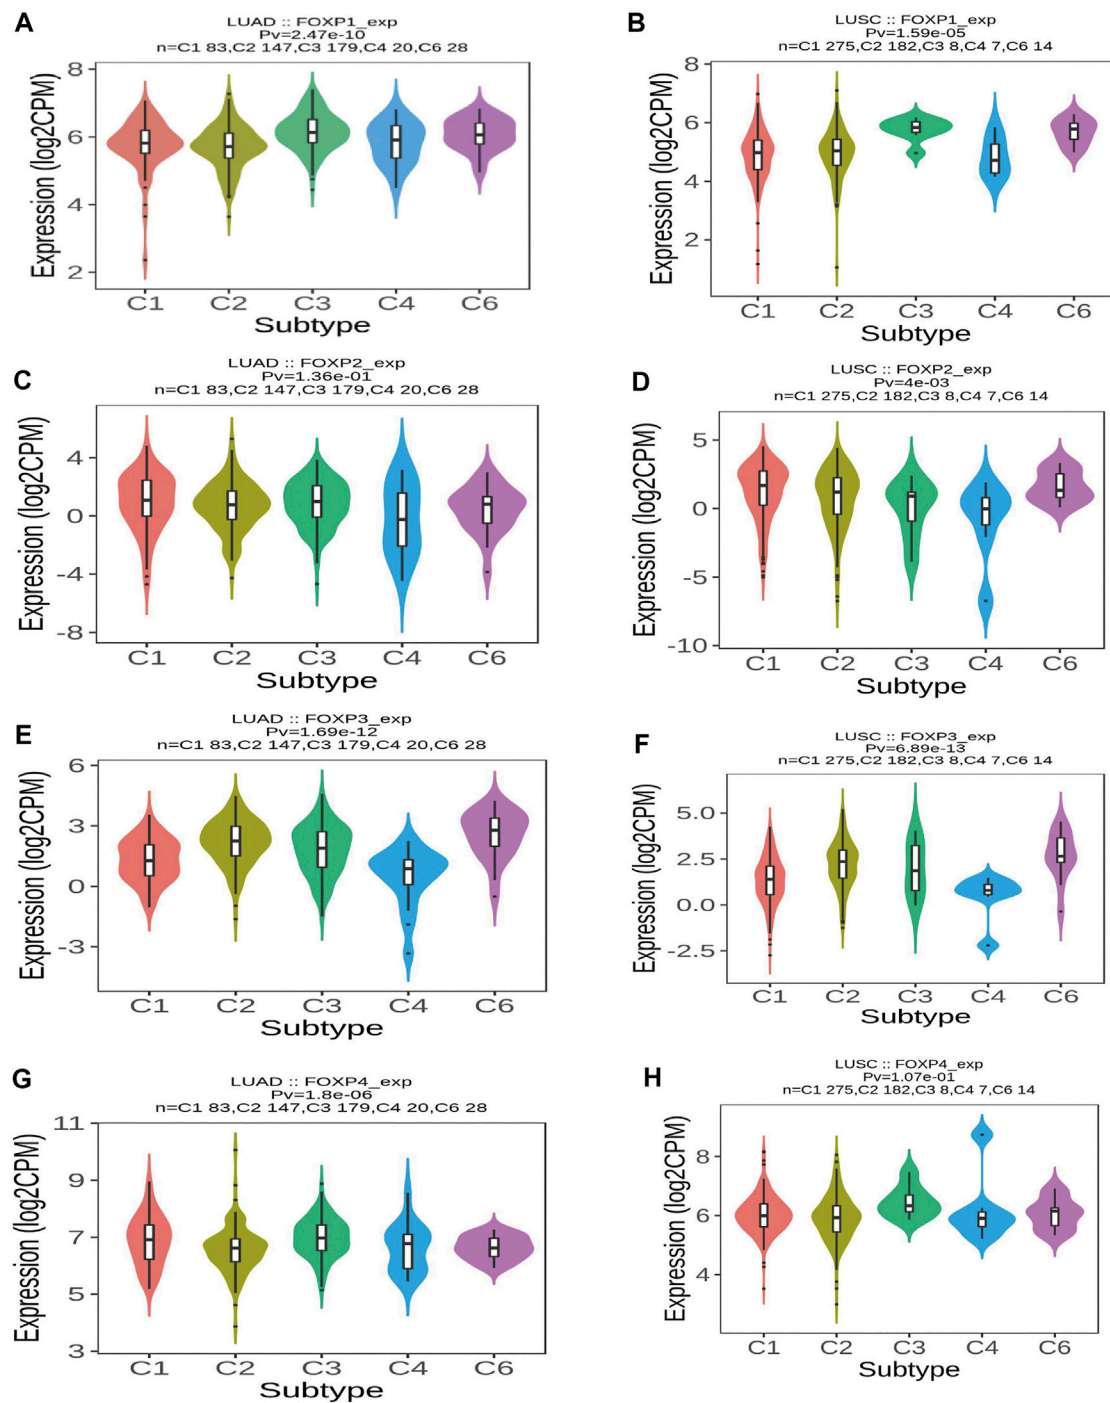 A
LUAD :: FOXP1_exp
Pv=2.47e-10
n=C1 83,C2 147,C3 179,C4 20,C6 28
Expression (log2CPM)
8
6
4
2
C1 C2 C3 C4 C6
Subtype
B
LUSC :: FOXP1_exp
Pv=1.59e-05
n=C1 275,C2 182,C3 8,C4 7,C6 14
Expression (log2CPM)
8
6
4
2
C1 C2 C3 C4 C6
Subtype
C
LUAD :: FOXP2_exp
Pv=1.36e-01
n=C1 83,C2 147,C3 179,C4 20,C6 28
Expression (log2CPM)
4
0
-4
-8
C1 C2 C3 C4 C6
Subtype
D
LUSC :: FOXP2_exp
Pv=4e-03
n=C1 275,C2 182,C3 8,C4 7,C6 14
Expression (log2CPM)
5
0
-5
-10
C1 C2 C3 C4 C6
Subtype
E
LUAD :: FOXP3_exp
Pv=1.69e-12
n=C1 83,C2 147,C3 179,C4 20,C6 28
Expression (log2CPM)
6
3
0
-3
C1 C2 C3 C4 C6
Subtype
F
LUSC :: FOXP3_exp
Pv=6.89e-13
n=C1 275,C2 182,C3 8,C4 7,C6 14
Expression (log2CPM)
5.0
2.5
0.0
-2.5
C1 C2 C3 C4 C6
Subtype
G
LUAD :: FOXP4_exp
Pv=1.8e-06
n=C1 83,C2 147,C3 179,C4 20,C6 28
Expression (log2CPM)
11
9
7
5
3
C1 C2 C3 C4 C6
Subtype
H
LUSC :: FOXP4_exp
Pv=1.07e-01
n=C1 275,C2 182,C3 8,C4 7,C6 14
Expression (log2CPM)
8
6
4
C1 C2 C3 C4 C6
Subtype